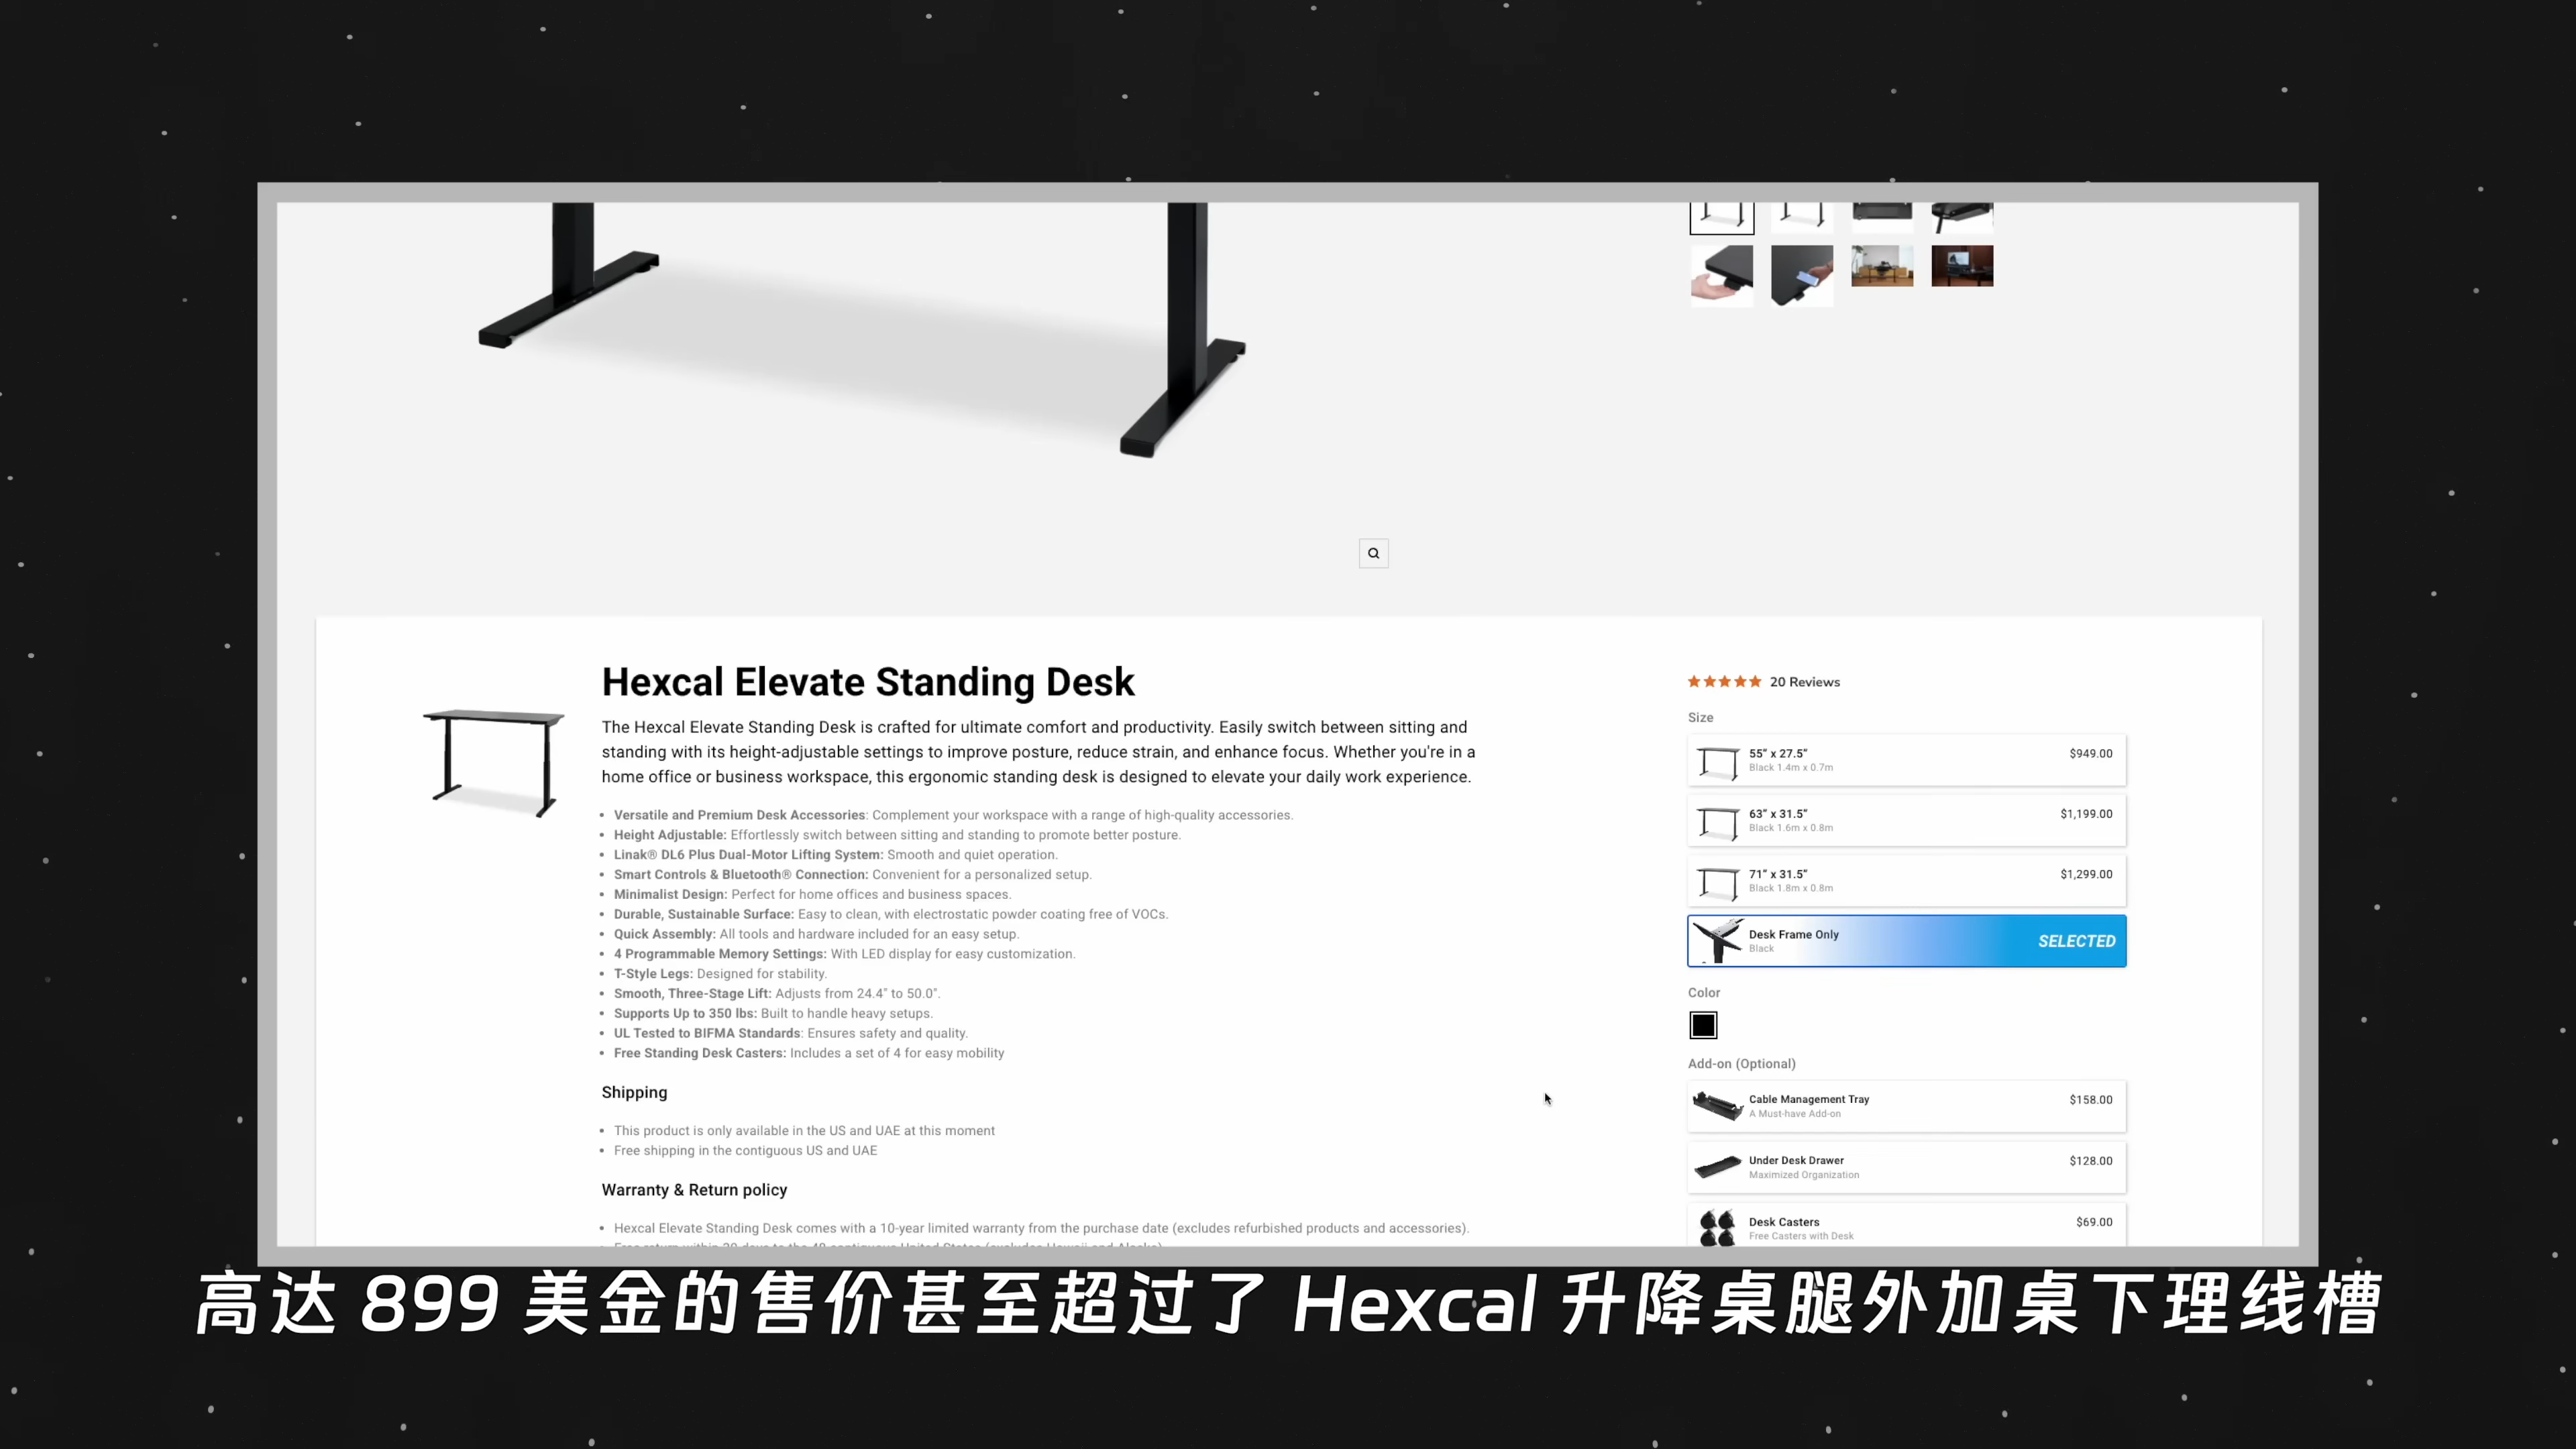 Hexcal Elevate Standing Desk
The Hexcal Elevate Standing Desk is crafted for ultimate comfort and productivity. Easily switch between sitting and
standing with its height-adjustable settings to improve posture, reduce strain, and enhance focus. Whether you're in a
home office or business workspace, this ergonomic standing desk is designed to elevate your daily work experience.
• Versatile and Premium Desk Accessories: Complement your workspace with a range of high-quality accessories.
• Height Adjustable: Effortlessly switch between sitting and standing to promote better posture.
• Linak® DL6 Plus Dual-Motor Lifting System: Smooth and quiet operation.
• Smart Controls & Bluetooth® Connection: Convenient for a personalized setup.
• Minimalist Design: Perfect for home offices and business spaces.
• Durable, Sustainable Surface: Easy to clean, with electrostatic powder coating free of VOCs.
• Quick Assembly: All tools and hardware included for an easy setup.
• 4 Programmable Memory Settings: With LED display for easy customization.
• T-Style Legs: Designed for stability.
• Smooth, Three-Stage Lift: Adjusts from 24.4" to 50.0".
• Supports Up to 350 lbs: Built to handle heavy setups.
• UL Tested to BIFMA Standards: Ensures safety and quality.
• Free Standing Desk Casters: Includes a set of 4 for easy mobility
Shipping
• This product is only available in the US and UAE at this moment
• Free shipping in the contiguous US and UAE
Warranty & Return policy
• Hexcal Elevate Standing Desk comes with a 10-year limited warranty from the purchase date (excludes refurbished products and accessories).
• Free return within 30 days to the 48 contiguous United States (excludes Hawaii and Alaska)
20 Reviews
Size
55" x 27.5" $949.00
Black 1.4m x 0.7m
63" x 31.5" $1,199.00
Black 1.6m x 0.8m
71" x 31.5" $1,299.00
Black 1.8m x 0.8m
Desk Frame Only SELECTED
Black
Color
Add-on (Optional)
Cable Management Tray $158.00
A Must-have Add-on
Under Desk Drawer $128.00
Maximized Organization
Desk Casters $69.00
Free Casters with Desk
高达 899 美金的售价甚至超过了 Hexcal 升降桌腿外加桌下理线槽